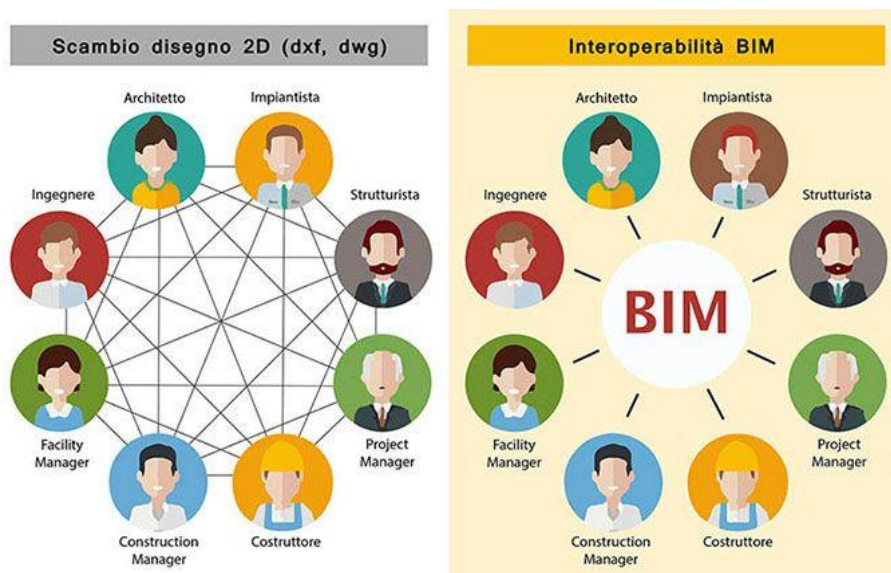 Scambio disegno 2D (dxf, dwg)
Architetto
Impiantista
Ingegnere
Strutturista
Facility
Manager
Project
Manager
Construction
Manager
Costruttore
Interoperabilità BIM
Architetto
Impiantista
Ingegnere
Strutturista
BIM
Facility
Manager
Project
Manager
Construction
Manager
Costruttore